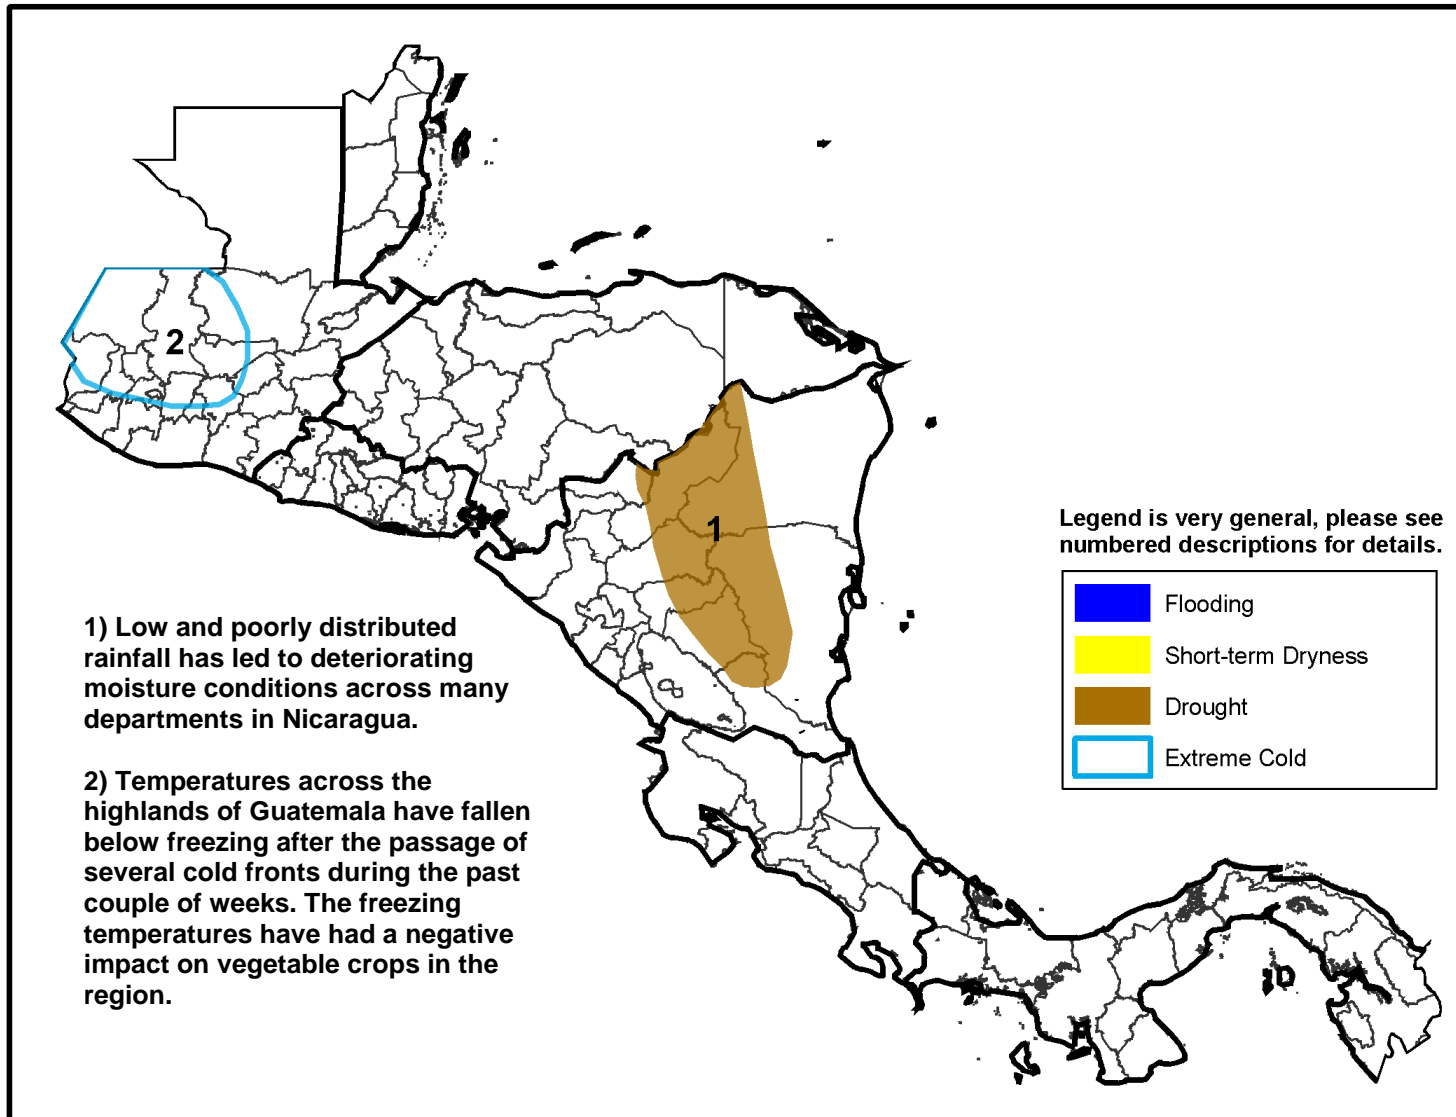 2
1
Legend is very general, please see
numbered descriptions for details.
Flooding
Short-term Dryness
Drought
Extreme Cold
1) Low and poorly distributed
rainfall has led to deteriorating
moisture conditions across many
departments in Nicaragua.
2) Temperatures across the
highlands of Guatemala have fallen
below freezing after the passage of
several cold fronts during the past
couple of weeks. The freezing
temperatures have had a negative
impact on vegetable crops in the
region.